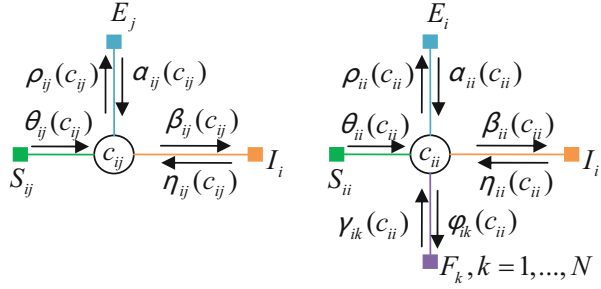 E_j
ρ_ij(c_ij) α_ij(c_ij)
θ_ij(c_ij) β_ij(c_ij)
c_ij
S_ij η_ij(c_ij) I_i
E_i
ρ_ii(c_ii) α_ii(c_ii)
θ_ii(c_ii) β_ii(c_ii)
c_ii
S_ii η_ii(c_ii) I_i
γ_ik(c_ii) φ_ik(c_ii)
F_k, k = 1,..., N